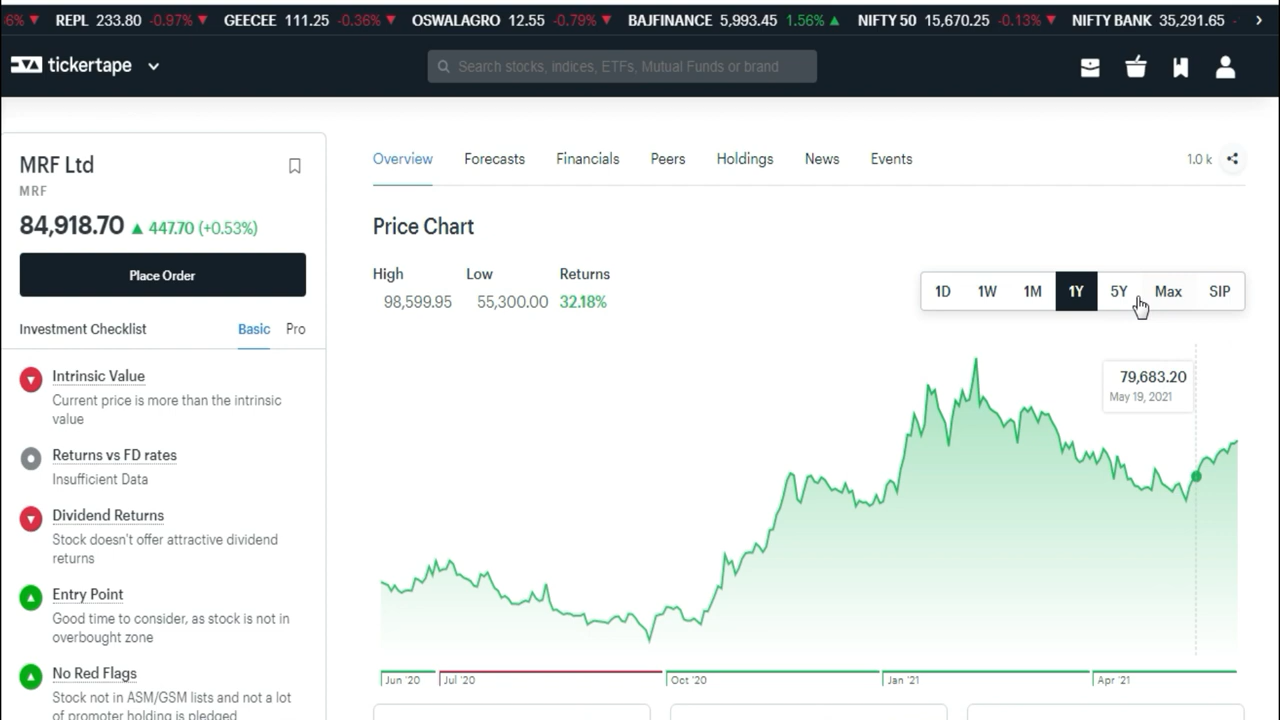 6% ▼ REPL 233.80 -0.97% ▼ GEECEE 111.25 -0.36% ▼ OSWALAGRO 12.55 -0.79% ▼ BAJFINANCE 5,993.45 1.56% ▲ NIFTY 50 15,670.25 -0.13% ▼ NIFTY BANK 35,291.65 -
tickertape
Search stocks, indices, ETFs, Mutual Funds or brand
MRF Ltd
MRF
84,918.70 ▲ 447.70 (+0.53%)
Place Order
Investment Checklist Basic Pro
Intrinsic Value
Current price is more than the intrinsic
value
Returns vs FD rates
Insufficient Data
Dividend Returns
Stock doesn't offer attractive dividend
returns
Entry Point
Good time to consider, as stock is not in
overbought zone
No Red Flags
Stock not in ASM/GSM lists and not a lot
of promoter holding is pledged
Overview Forecasts Financials Peers Holdings News Events 1.0 k
Price Chart
High Low Returns
98,599.95 55,300.00 32.18%
1D 1W 1M 1Y 5Y Max SIP
79,683.20
May 19, 2021
Jun '20 Jul '20 Oct '20 Jan '21 Apr '21